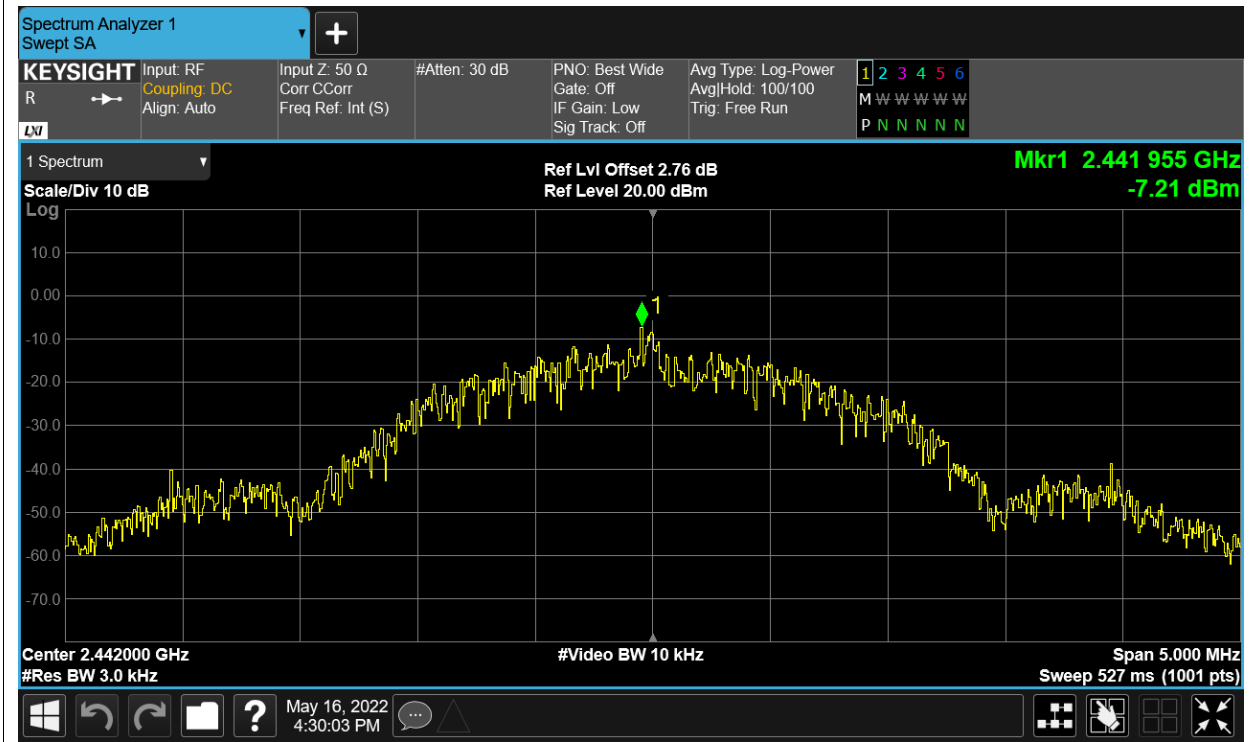 Spectrum Analyzer 1
Swept SA
KEYSIGHT
R
LXI
Input: RF
Coupling: DC
Align: Auto
Input Z: 50 Ω
Corr CCorr
Freq Ref: Int (S)
#Atten: 30 dB
PNO: Best Wide
Gate: Off
IF Gain: Low
Sig Track: Off
Avg Type: Log-Power
Avg|Hold: 100/100
Trig: Free Run
1 2 3 4 5 6
M W W W W W
P N N N N N
1 Spectrum
Scale/Div 10 dB
Log
Ref Lvl Offset 2.76 dB
Ref Level 20.00 dBm
Mkr1 2.441 955 GHz
-7.21 dBm
10.0
0.00
-10.0
-20.0
-30.0
-40.0
-50.0
-60.0
-70.0
1
Center 2.442000 GHz
#Res BW 3.0 kHz
#Video BW 10 kHz
Span 5.000 MHz
Sweep 527 ms (1001 pts)
?
May 16, 2022
4:30:03 PM